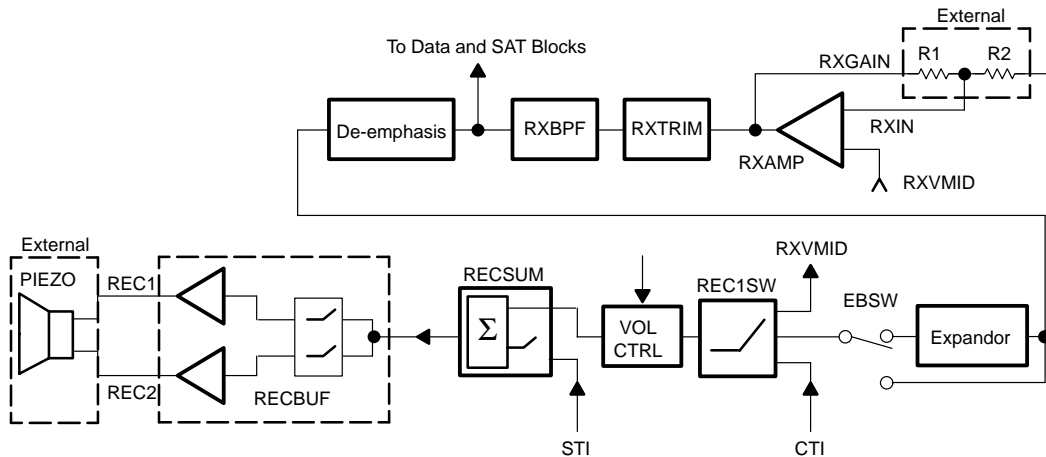 External
To Data and SAT Blocks
RXGAIN
R1
R2
De-emphasis
RXBPF
RXTRIM
RXIN
RXAMP
RXVMID
External
PIEZO
REC1
REC2
RECBUF
RECSUM
Σ
STI
VOL
CTRL
REC1SW
RXVMID
CTI
EBSW
Expandor